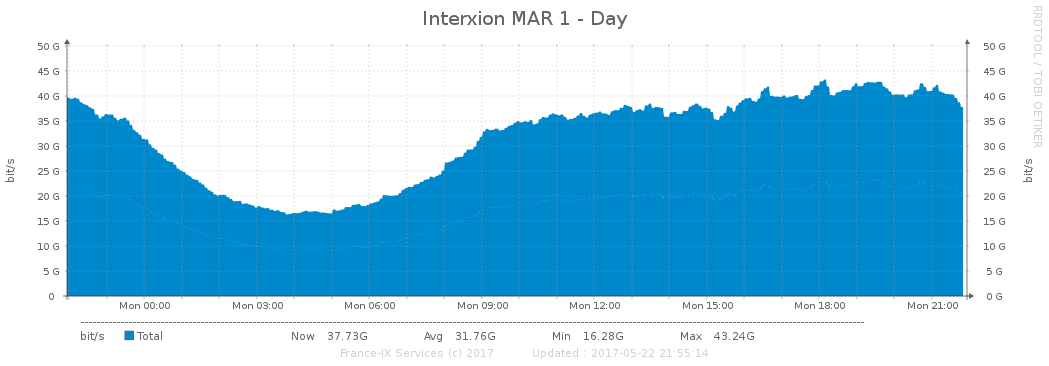 Interxion MAR 1 - Day
RRDTOOL / TOBI OETIKER
50 G 50 G
45 G 45 G
40 G 40 G
35 G 35 G
30 G 30 G
25 G 25 G
20 G 20 G
15 G 15 G
10 G 10 G
5 G 5 G
0 0 G
bit/s bit/s
Mon 00:00 Mon 03:00 Mon 06:00 Mon 09:00 Mon 12:00 Mon 15:00 Mon 18:00 Mon 21:00
bit/s Total Now 37.73G Avg 31.76G Min 16.28G Max 43.24G
France-IX Services (c) 2017 Updated : 2017-05-22 21:55:14